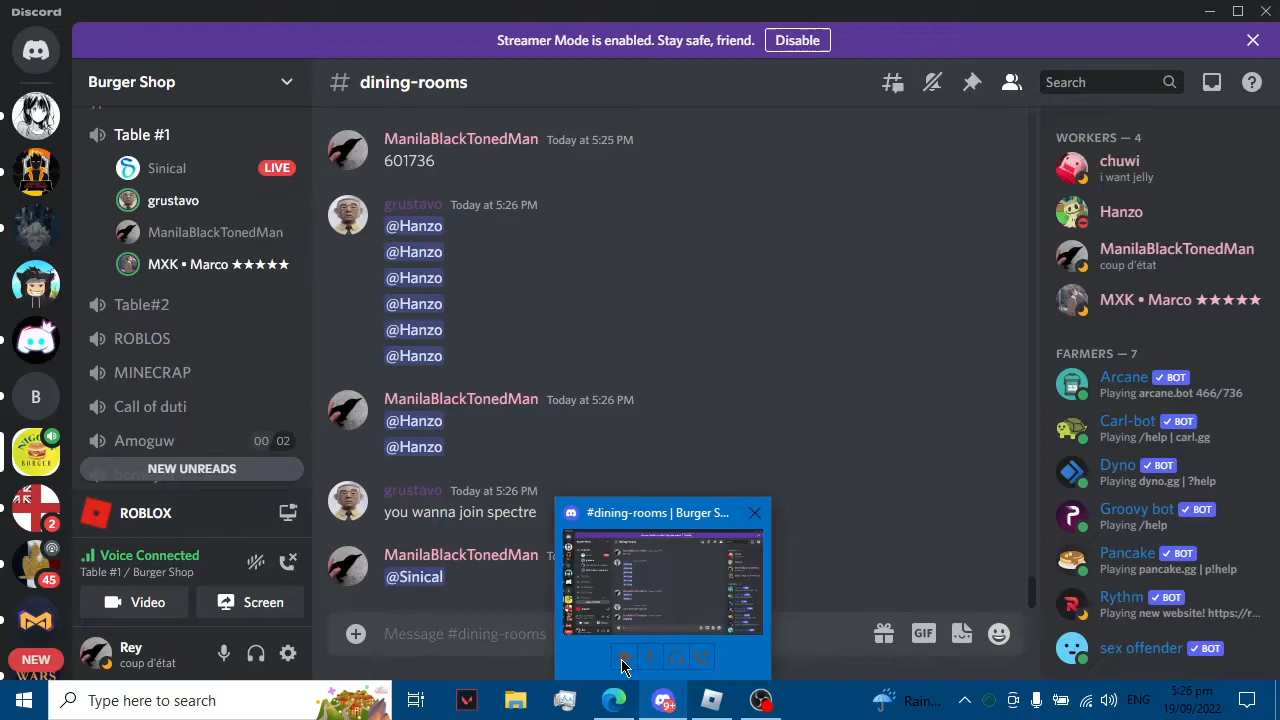 Discord
Streamer Mode is enabled. Stay safe, friend. Disable
Burger Shop
# dining-rooms
Search
Table #1
Sinical LIVE
grustavo
ManilaBlackTonedMan
MXK • Marco ★★★★★
Table#2
ROBLOX
MINECRAP
Call of duti
Amoguw 00 02
NEW UNREADS
ROBLOX
Voice Connected
Table #1 / Burger Shop
Video Screen
Rey
coup d'état
B
BURGER
2
45
NEW
WARS
ManilaBlackTonedMan Today at 5:25 PM
601736
grustavo Today at 5:26 PM
@Hanzo
@Hanzo
@Hanzo
@Hanzo
@Hanzo
@Hanzo
ManilaBlackTonedMan Today at 5:26 PM
@Hanzo
@Hanzo
grustavo Today at 5:26 PM
you wanna join spectre
ManilaBlackTonedMan
@Sinical
Message #dining-rooms
GIF
#dining-rooms | Burger S...
WORKERS — 4
chuwi
i want jelly
Hanzo
ManilaBlackTonedMan
coup d'état
MXK • Marco ★★★★★
FARMERS — 7
Arcane ✓ BOT
Playing arcane.bot 466/736
Carl-bot ✓ BOT
Playing /help | carl.gg
Dyno ✓ BOT
Playing dyno.gg | ?help
Groovy bot ✓ BOT
Playing /help
Pancake ✓ BOT
Playing pancake.gg | p!help
Rythm ✓ BOT
Playing new website! https://r...
sex offender ✓ BOT
Type here to search
9+
Rain...
ENG
5:26 pm
19/09/2022